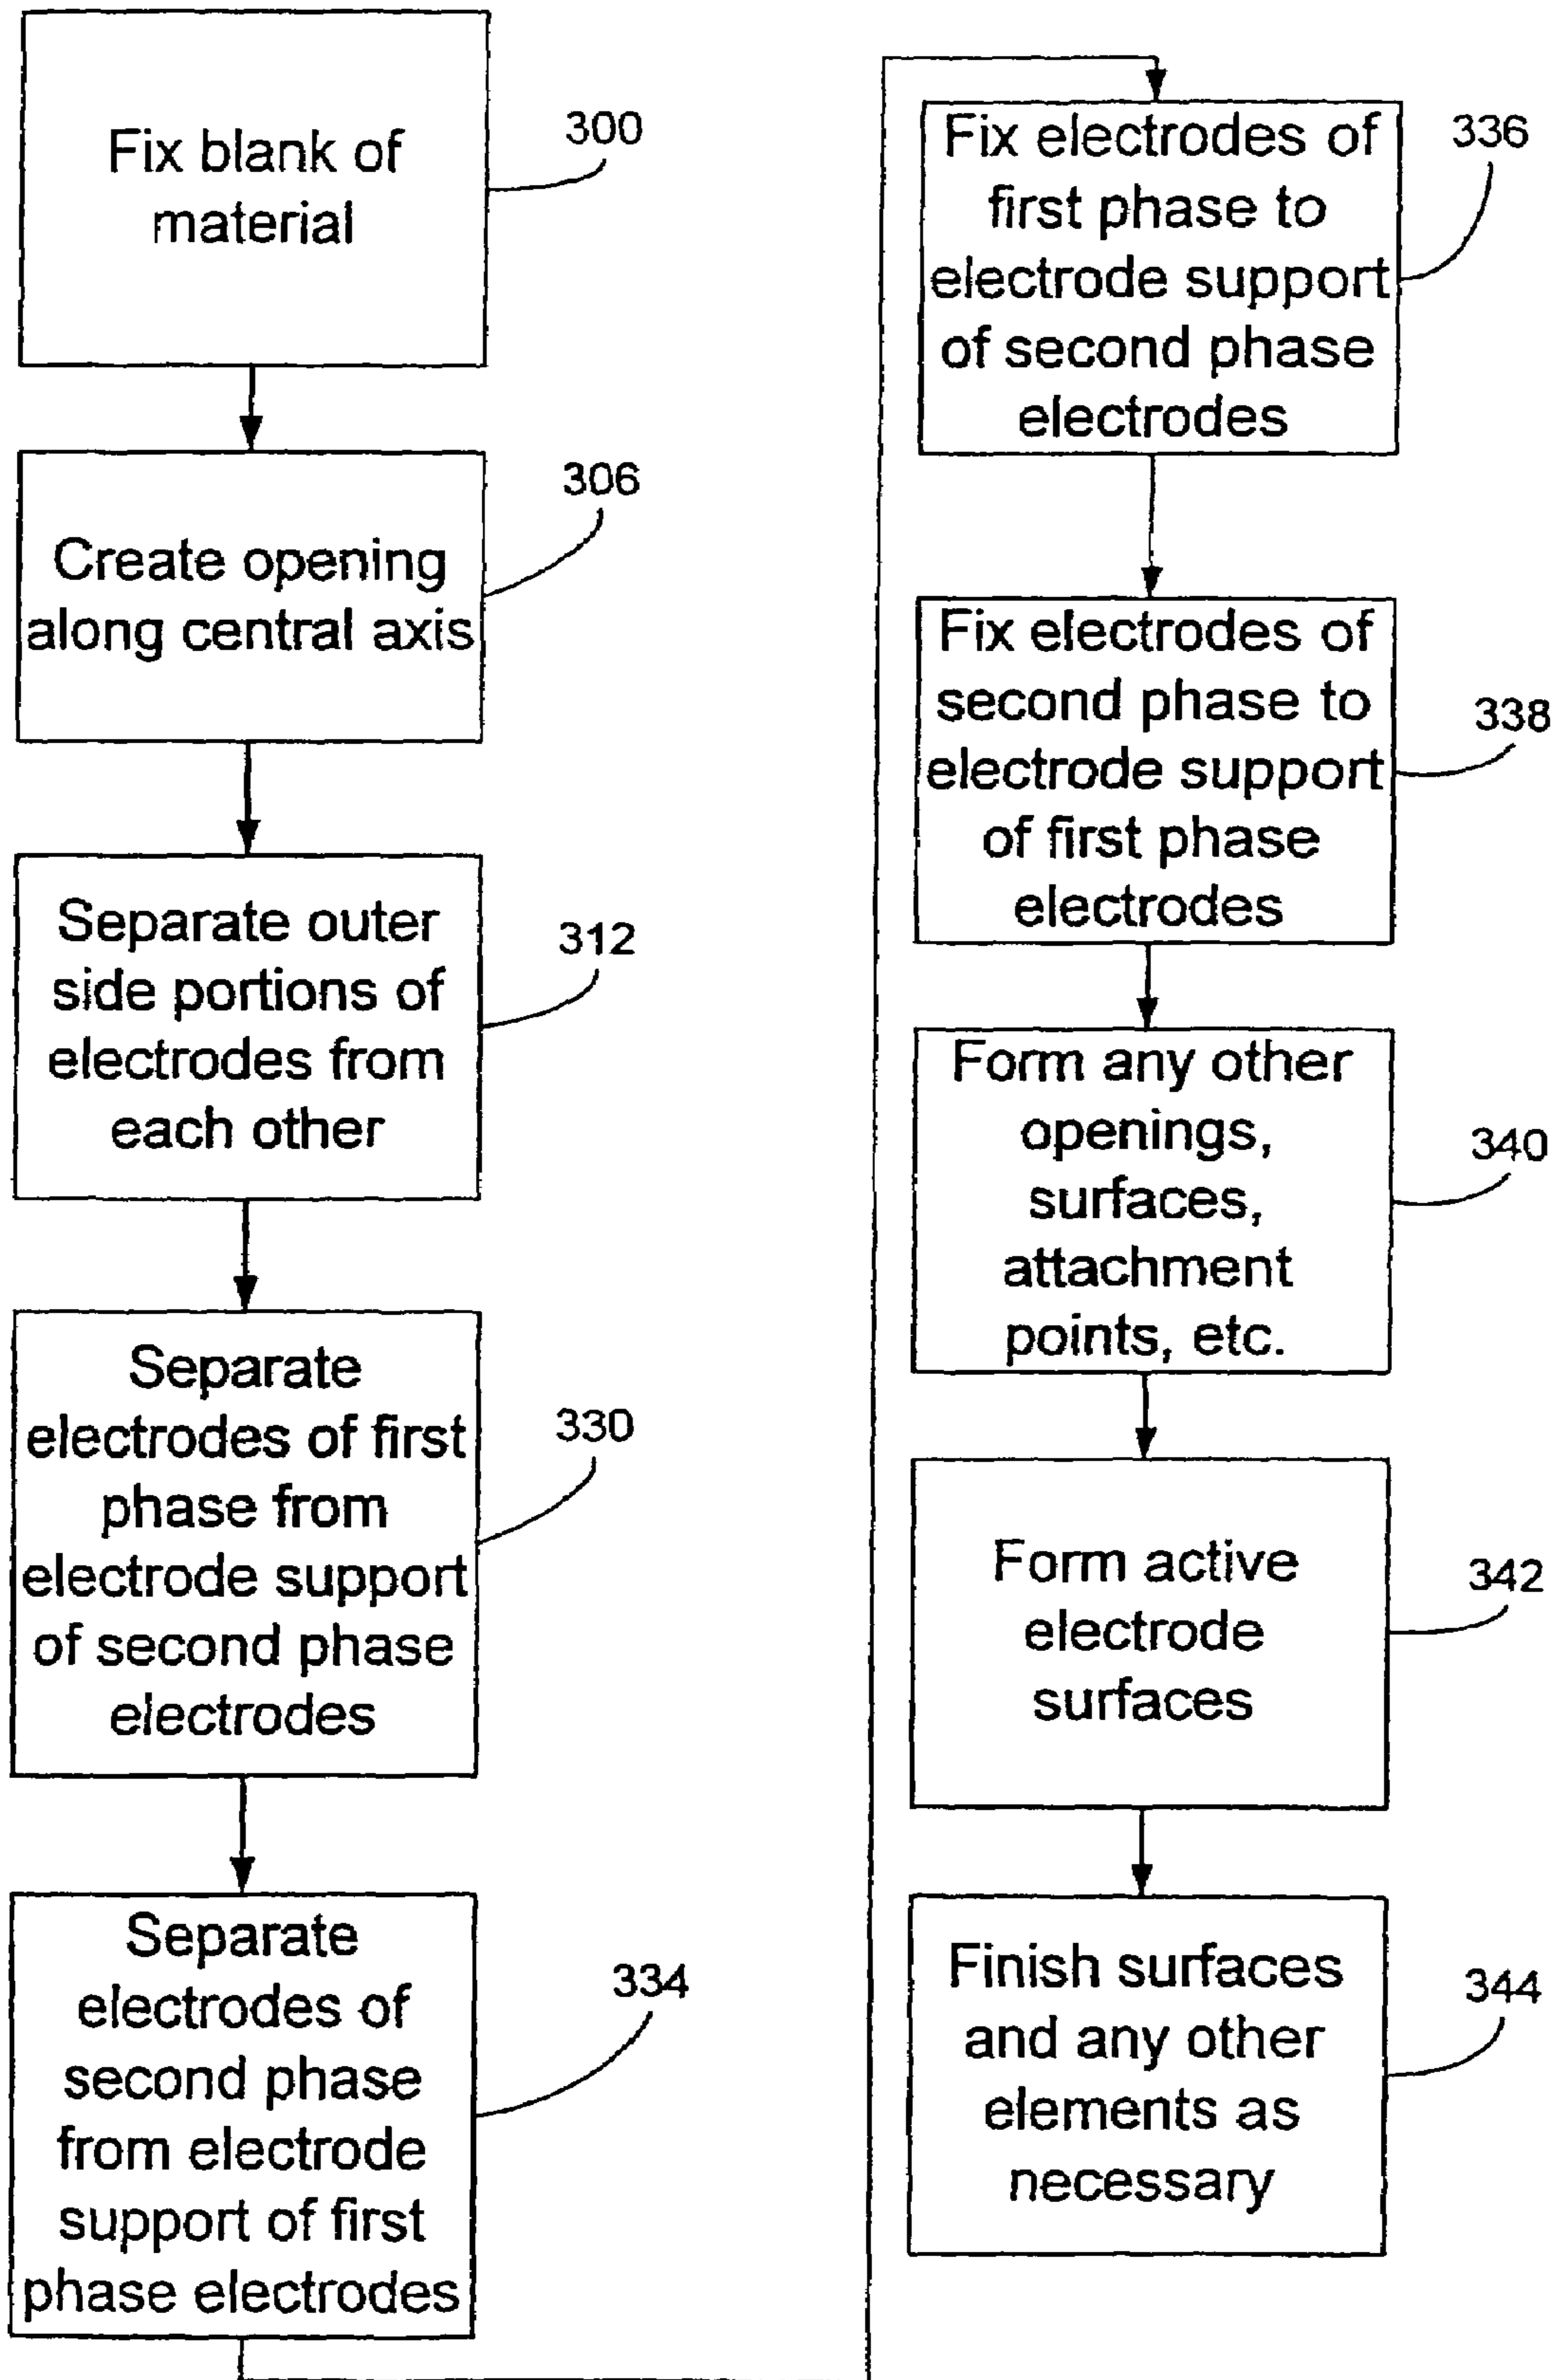 Fix blank of
material
300
Create opening
along central axis
306
Separate outer
side portions of
electrodes from
each other
312
Separate
electrodes of first
phase from
electrode support
of second phase
electrodes
330
Separate
electrodes of
second phase
from electrode
support of first
phase electrodes
334
Fix electrodes of
first phase to
electrode support
of second phase
electrodes
336
Fix electrodes of
second phase to
electrode support
of first phase
electrodes
338
Form any other
openings,
surfaces,
attachment
points, etc.
340
Form active
electrode
surfaces
342
Finish surfaces
and any other
elements as
necessary
344